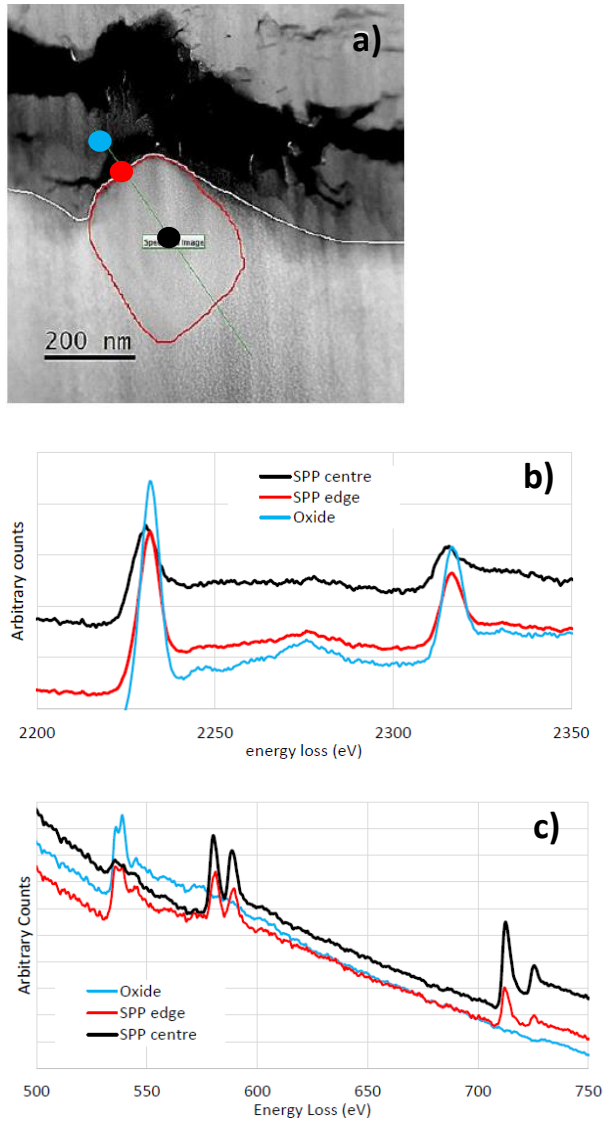 a)
Spe Image
200 nm
b)
SPP centre
SPP edge
Oxide
Arbitrary counts
2200 2250 2300 2350
energy loss (eV)
c)
Arbitrary Counts
Oxide
SPP edge
SPP centre
500 550 600 650 700 750
Energy Loss (eV)